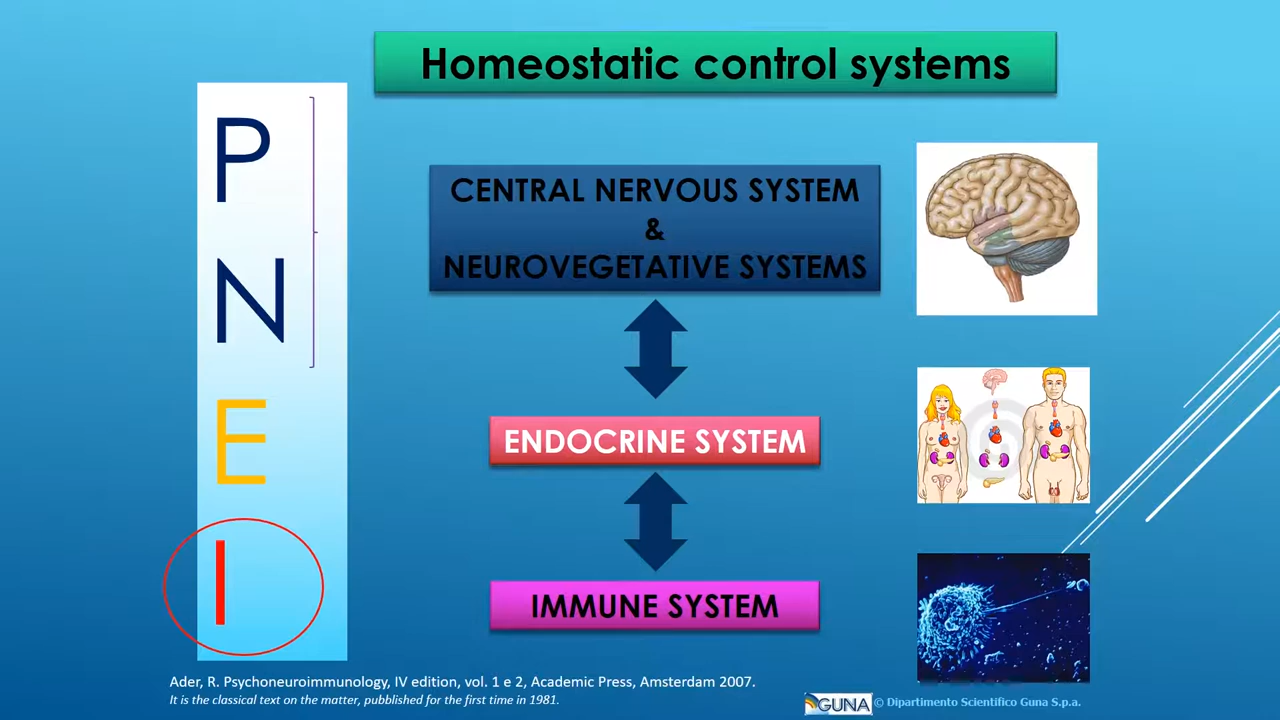 Homeostatic control systems
P
N
E
I
CENTRAL NERVOUS SYSTEM
&
NEUROVEGETATIVE SYSTEMS
ENDOCRINE SYSTEM
IMMUNE SYSTEM
Ader, R. Psychoneuroimmunology, IV edition, vol. 1 e 2, Academic Press, Amsterdam 2007.
It is the classical text on the matter, pubblished for the first time in 1981.
GUNA © Dipartimento Scientifico Guna S.p.a.